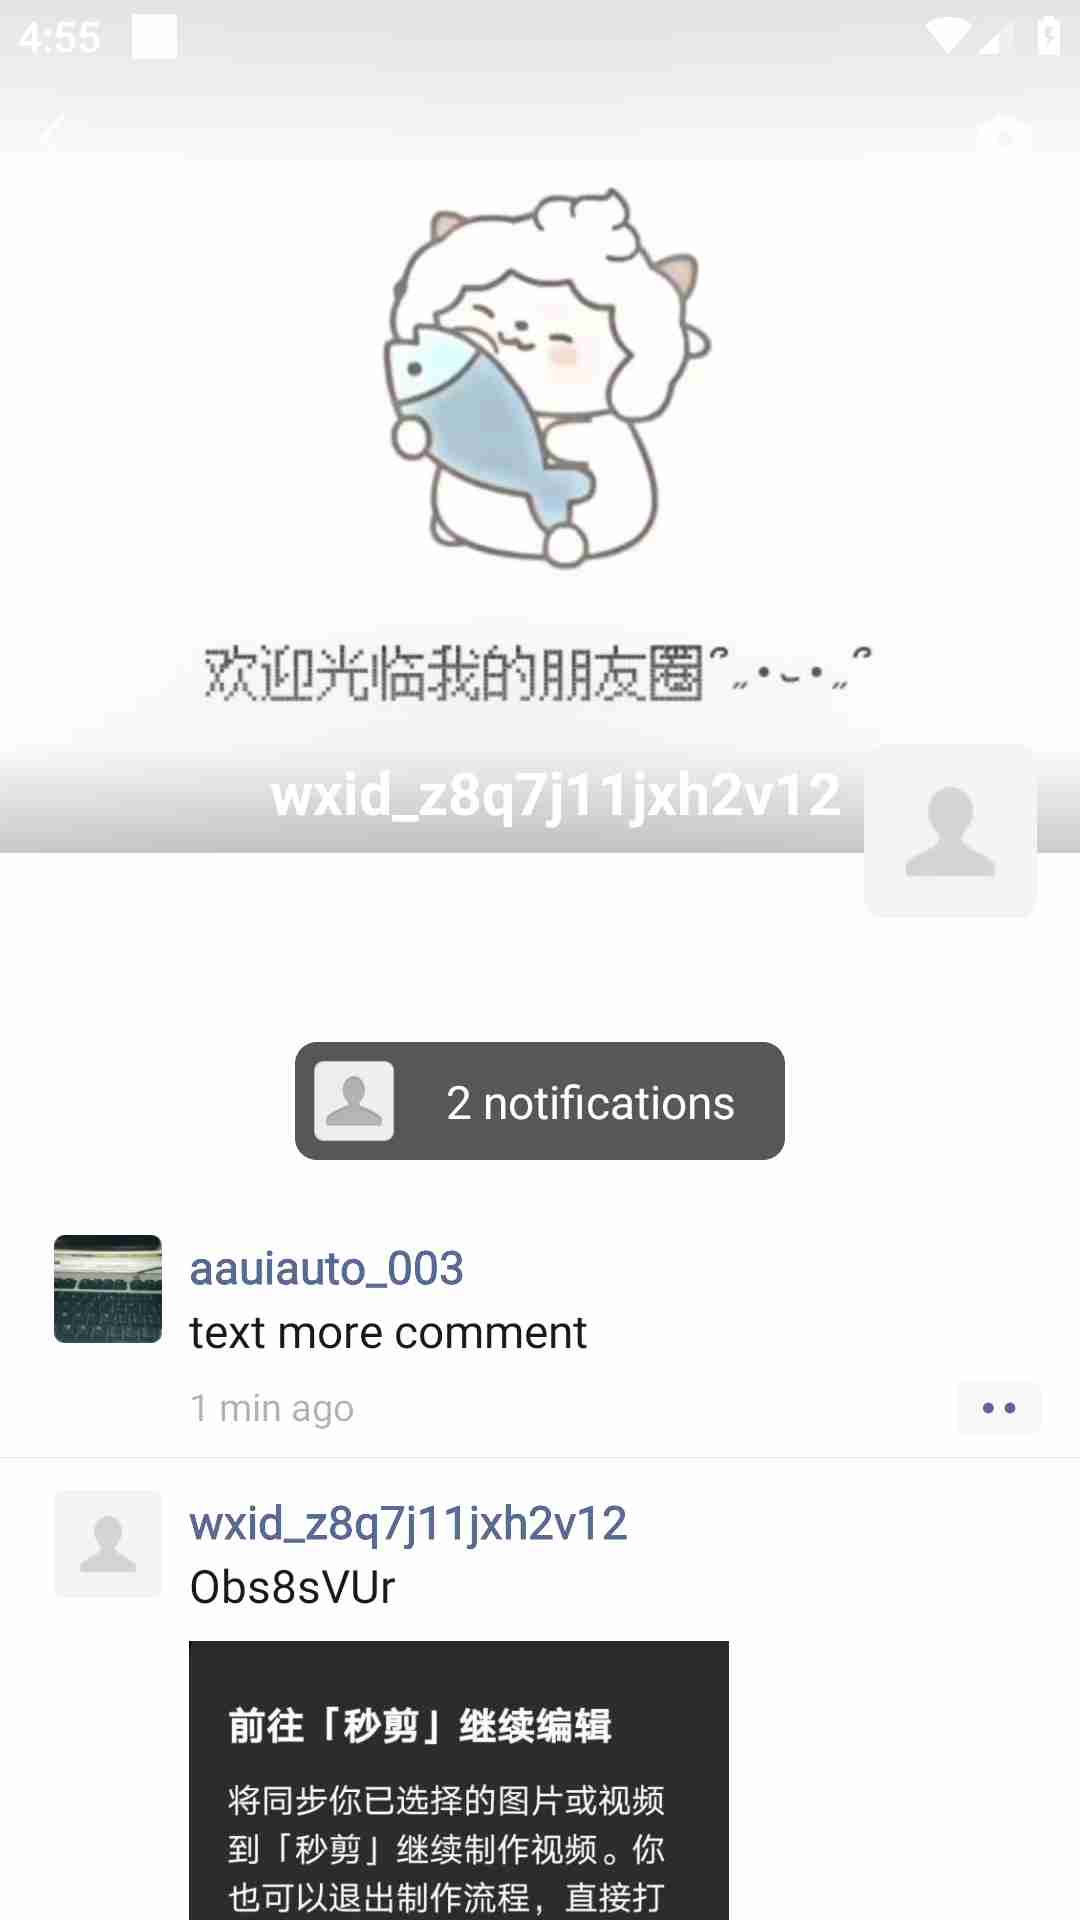 4:55
欢迎光临我的朋友圈
wxid_z8q7j11jxh2v12
2 notifications
aauiauto_003
text more comment
1 min ago
wxid_z8q7j11jxh2v12
Obs8sVUr
前往「秒剪」继续编辑
将同步你已选择的图片或视频
到「秒剪」继续制作视频。你
也可以退出制作流程，直接打